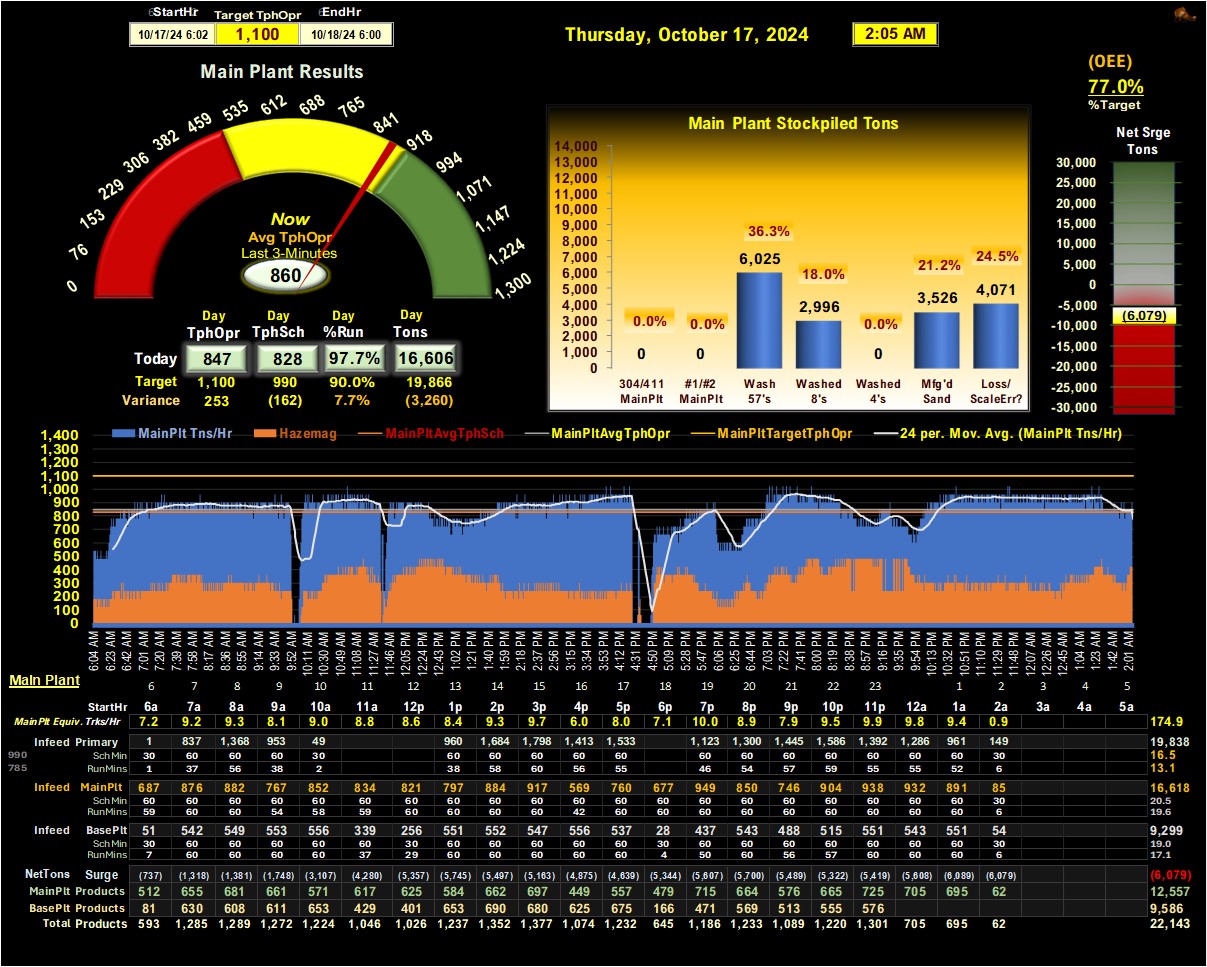 StartHr Target TphOpr EndHr
10/17/24 6:02 1,100 10/18/24 6:00
Thursday, October 17, 2024 2:05 AM
(OEE)
77.0%
%Target
Main Plant Results
0 76 153 229 306 382 459 535 612 688 765 841 918 994 1,071 1,147 1,224 1,300
Now
Avg TphOpr
Last 3-Minutes
860
Day Day Day Day
TphOpr TphSch %Run Tons
Today 847 828 97.7% 16,606
Target 1,100 990 90.0% 19,866
Variance 253 (162) 7.7% (3,260)
Main Plant Stockpiled Tons
14,000
13,000
12,000
11,000
10,000
9,000
8,000
7,000
6,000
5,000
4,000
3,000
2,000
1,000
0
0.0% 0.0% 36.3% 18.0% 0.0% 21.2% 24.5%
0 0 6,025 2,996 0 3,526 4,071
304/411 #1/#2 Wash Washed Washed Mfg'd Loss/
MainPlt MainPlt 57's 8's 4's Sand ScaleErr?
Net Srge
Tons
30,000
25,000
20,000
15,000
10,000
5,000
0
-5,000
(6,079)
-10,000
-15,000
-20,000
-25,000
-30,000
MainPlt Tns/Hr Hazemag MainPltAvgTphSch MainPltAvgTphOpr MainPltTargetTphOpr 24 per. Mov. Avg. (MainPlt Tns/Hr)
1,400
1,300
1,200
1,100
1,000
900
800
700
600
500
400
300
200
100
0
6:04 AM 6:23 AM 6:42 AM 7:01 AM 7:20 AM 7:39 AM 7:58 AM 8:17 AM 8:36 AM 8:55 AM 9:14 AM 9:33 AM 9:52 AM 10:11 AM 10:30 AM 10:49 AM 11:08 AM 11:27 AM 11:46 AM 12:05 PM 12:24 PM 12:43 PM 1:02 PM 1:21 PM 1:40 PM 1:59 PM 2:18 PM 2:37 PM 2:56 PM 3:15 PM 3:34 PM 3:53 PM 4:12 PM 4:31 PM 4:50 PM 5:09 PM 5:28 PM 5:47 PM 6:06 PM 6:25 PM 6:44 PM 7:03 PM 7:22 PM 7:41 PM 8:00 PM 8:19 PM 8:38 PM 8:57 PM 9:16 PM 9:35 PM 9:54 PM 10:13 PM 10:32 PM 10:51 PM 11:10 PM 11:29 PM 11:48 PM 12:07 AM 12:26 AM 12:45 AM 1:04 AM 1:23 AM 1:42 AM 2:01 AM
Main Plant
6 7 8 9 10 11 12 13 14 15 16 17 18 19 20 21 22 23 1 2 3 4 5
StartHr 6a 7a 8a 9a 10a 11a 12p 1p 2p 3p 4p 5p 6p 7p 8p 9p 10p 11p 12a 1a 2a 3a 4a 5a
MainPlt Equiv. Trks/Hr 7.2 9.2 9.3 8.1 9.0 8.8 8.6 8.4 9.3 9.7 6.0 8.0 7.1 10.0 8.9 7.9 9.5 9.9 9.8 9.4 0.9 174.9
Infeed Primary 1 837 1,368 953 49 960 1,684 1,798 1,413 1,533 1,123 1,300 1,445 1,586 1,392 1,286 961 149 19,838
990 SchMin 30 60 60 60 30 60 60 60 60 60 60 60 60 60 60 60 60 30 16.5
785 RunMins 1 37 56 38 2 38 58 60 56 55 46 54 57 59 55 55 52 6 13.1
Infeed MainPlt 687 876 882 767 852 834 821 797 884 917 569 760 677 949 850 746 904 938 932 891 85 16,618
SchMin 60 60 60 60 60 60 60 60 60 60 60 60 60 60 60 60 60 60 60 60 30 20.5
RunMins 59 60 60 54 58 59 60 60 60 60 42 60 60 60 60 60 60 60 60 60 6 19.6
Infeed BasePlt 51 542 549 553 556 339 256 551 552 547 556 537 28 437 543 488 515 551 543 551 54 9,299
SchMin 30 60 60 60 60 60 30 60 60 60 60 60 30 60 60 60 60 60 60 60 30 19.0
RunMins 7 60 60 60 60 37 29 60 60 60 60 60 4 50 60 56 57 60 60 60 6 17.1
NetTons Surge (737) (1,318) (1,381) (1,748) (3,107) (4,280) (5,357) (5,745) (5,497) (5,163) (4,875) (4,639) (5,344) (5,607) (5,700) (5,489) (5,322) (5,419) (5,608) (6,089) (6,079) (6,079)
MainPlt Products 512 655 681 661 571 617 625 584 662 697 449 557 479 715 664 576 665 725 705 695 62 12,557
BasePlt Products 81 630 608 611 653 429 401 653 690 680 625 675 166 471 569 513 555 576 9,586
Total Products 593 1,285 1,289 1,272 1,224 1,046 1,026 1,237 1,352 1,377 1,074 1,232 645 1,186 1,233 1,089 1,220 1,301 705 695 62 22,143